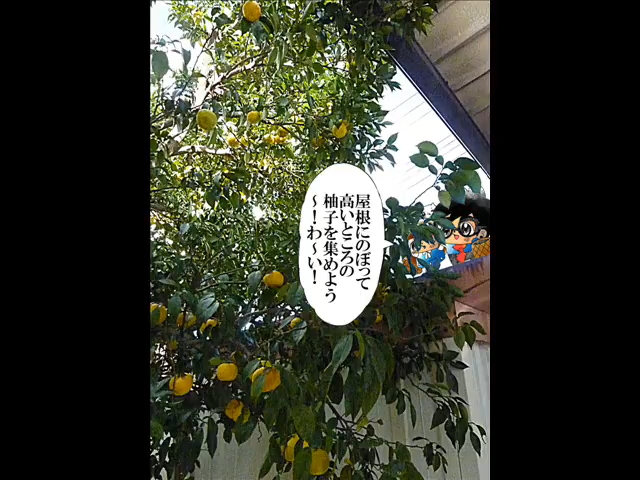 屋根にのぼって
高いところの
柚子を集めよう
～！わ～い！